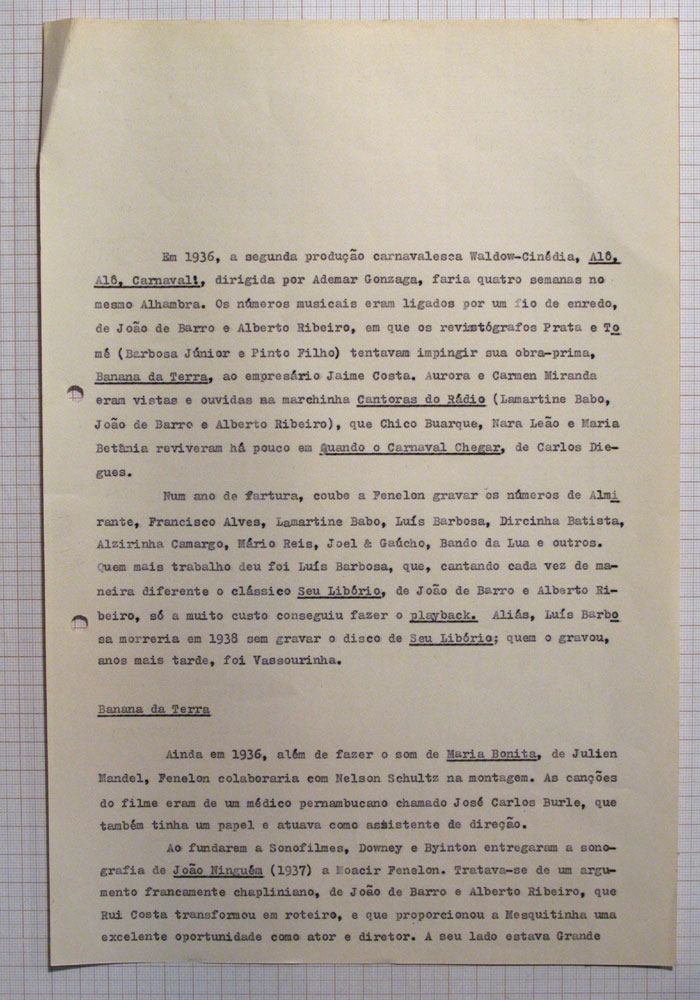 Em 1936, a segunda produção carnavalesca Waldow-Cinédia, Alô,
Alô, Carnaval!, dirigida por Ademar Gonzaga, faria quatro semanas no
mesmo Alhambra. Os números musicais eram ligados por um fio de enredo,
de João de Barro e Alberto Ribeiro, em que os revistógrafos Prata e To
mé (Barbosa Júnior e Pinto Filho) tentavam impingir sua obra-prima,
Banana da Terra, ao empresário Jaime Costa. Aurora e Carmen Miranda
eram vistas e ouvidas na marchinha Cantoras do Rádio (Lamartine Babo,
João de Barro e Alberto Ribeiro), que Chico Buarque, Nara Leão e Maria
Betânia reviveram há pouco em Quando o Carnaval Chegar, de Carlos Die-
gues.
Num ano de fartura, coube a Fenelon gravar os números de Almi
rante, Francisco Alves, Lamartine Babo, Luís Barbosa, Dircinha Batista,
Alzirinha Camargo, Mário Reis, Joel & Gaúcho, Bando da Lua e outros.
Quem mais trabalho deu foi Luís Barbosa, que, cantando cada vez de ma-
neira diferente o clássico Seu Libório, de João de Barro e Alberto Ri-
beiro, só a muito custo conseguiu fazer o playback. Aliás, Luís Barbo
sa morreria em 1938 sem gravar o disco de Seu Libório; quem o gravou,
anos mais tarde, foi Vassourinha.
Banana da Terra
Ainda em 1936, além de fazer o som de Maria Bonita, de Julien
Mandel, Fenelon colaboraria com Nelson Schultz na montagem. As canções
do filme eram de um médico pernambucano chamado José Carlos Burle, que
também tinha um papel e atuava como assistente de direção.
Ao fundarem a Sonofilmes, Downey e Byinton entregaram a sono-
grafia de João Ninguém (1937) a Moacir Fenelon. Tratava-se de um argu-
mento francamente chapliniano, de João de Barro e Alberto Ribeiro, que
Rui Costa transformou em roteiro, e que proporcionou a Mesquitinha uma
excelente oportunidade como ator e diretor. A seu lado estava Grande